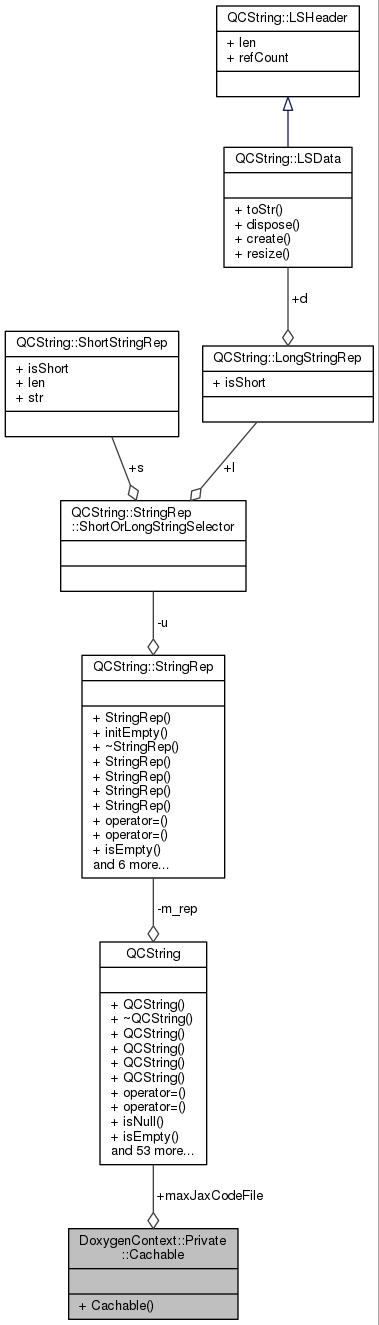 QCString::LSHeader
+ len
+ refCount
QCString::LSData
+ toStr()
+ dispose()
+ create()
+ resize()
+d
QCString::ShortStringRep
+ isShort
+ len
+ str
QCString::LongStringRep
+ isShort
+s
+l
QCString::StringRep
::ShortOrLongStringSelector
-u
QCString::StringRep
+ StringRep()
+ initEmpty()
+ ~StringRep()
+ StringRep()
+ StringRep()
+ StringRep()
+ StringRep()
+ operator=()
+ operator=()
+ isEmpty()
and 6 more...
-m_rep
QCString
+ QCString()
+ ~QCString()
+ QCString()
+ QCString()
+ QCString()
+ QCString()
+ operator=()
+ operator=()
+ isNull()
+ isEmpty()
and 53 more...
+maxJaxCodeFile
DoxygenContext::Private
::Cachable
+ Cachable()